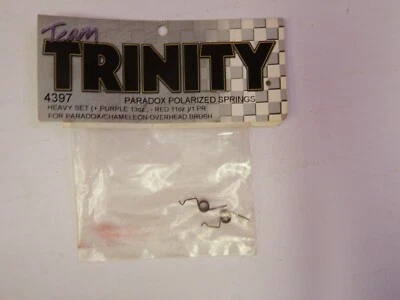 Team
TRINITY
4397 PARADOX POLARIZED SPRINGS
HEAVY SET (+ PURPLE 13oz., - RED 11oz.)/1 PR
FOR PARADOX/CHAMELEON OVERHEAD BRUSH